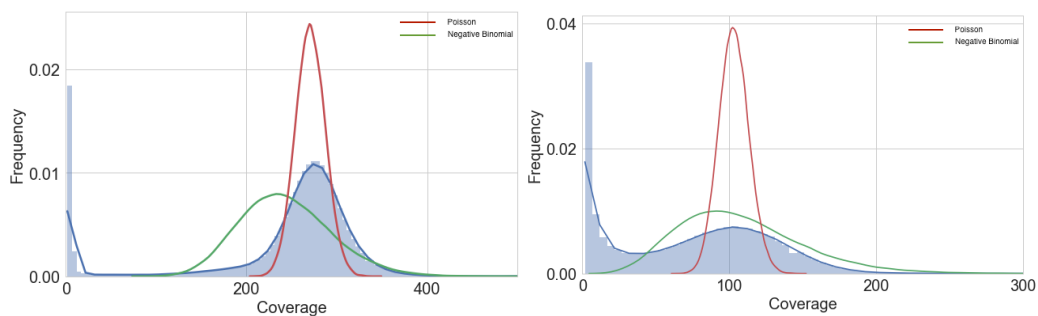 Poisson
Negative Binomial
0.02
0.01
0.00
Frequency
0
200
400
Coverage
Poisson
Negative Binomial
0.04
0.02
0.00
Frequency
0
100
200
300
Coverage